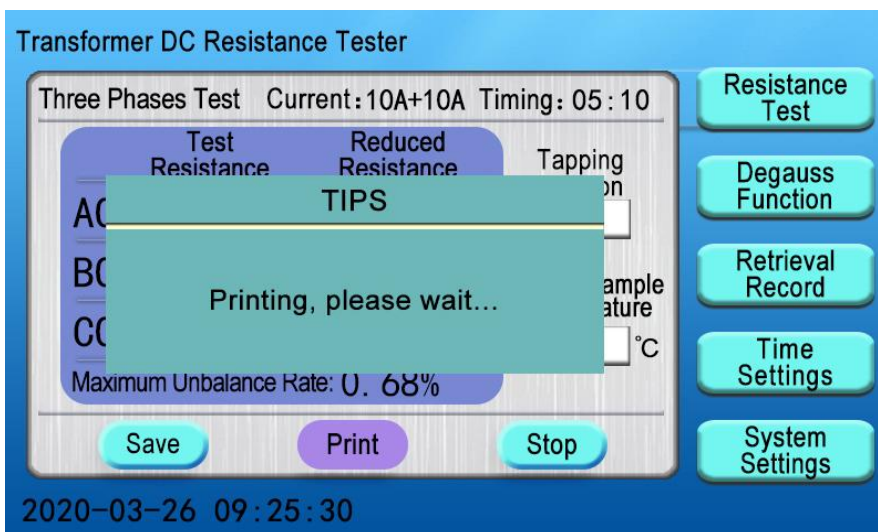 Transformer DC Resistance Tester
Three Phases Test Current:10A+10A Timing:05:10
Test
Resistance
Reduced
Resistance
Tapping
TIPS
Printing, please wait...
°C
Maximum Unbalance Rate: 0.68%
Save
Print
Stop
Resistance
Test
Degauss
Function
Retrieval
Record
Time
Settings
System
Settings
2020-03-26 09:25:30